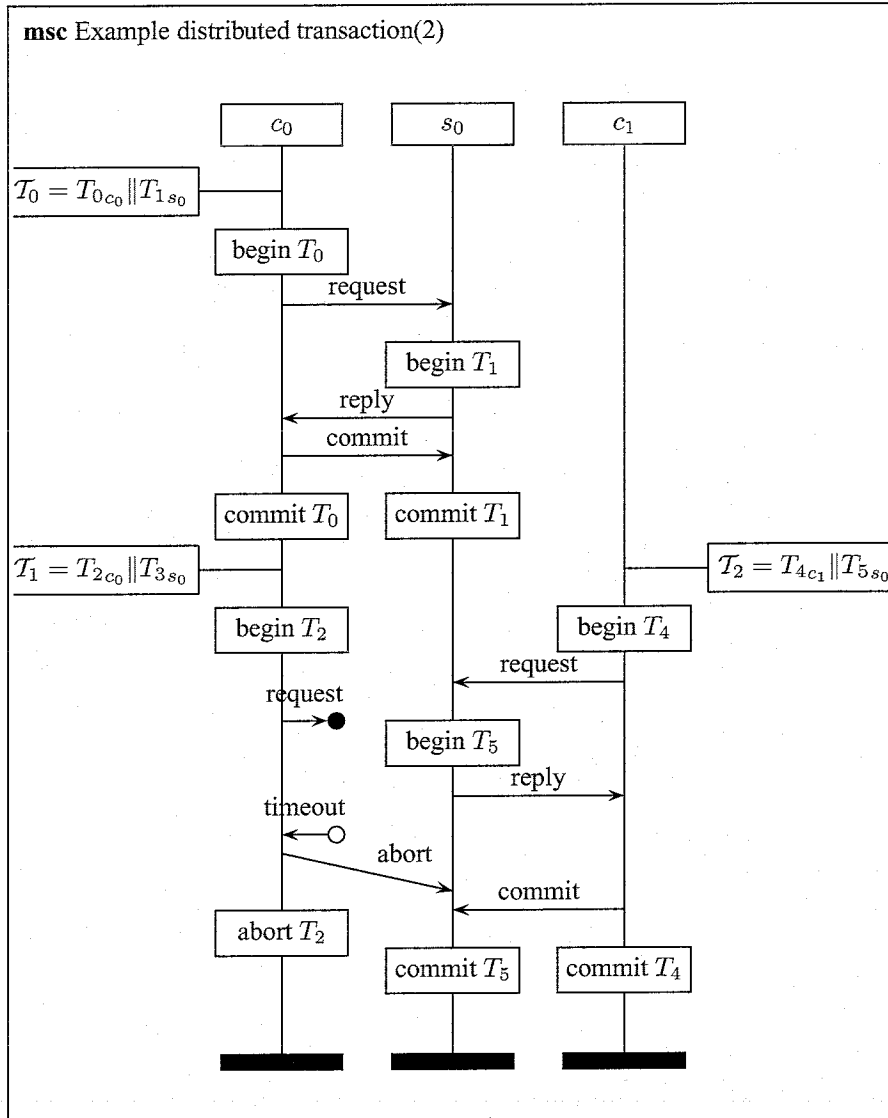 msc Example distributed transaction(2)
c₀ s₀ c₁
𝒯₀ = T₀c₀‖T₁s₀
begin T₀
request
begin T₁
reply
commit
commit T₀ commit T₁
𝒯₁ = T₂c₀‖T₃s₀ 𝒯₂ = T₄c₁‖T₅s₀
begin T₂ begin T₄
request
request
begin T₅
reply
timeout
abort
commit
abort T₂
commit T₅ commit T₄